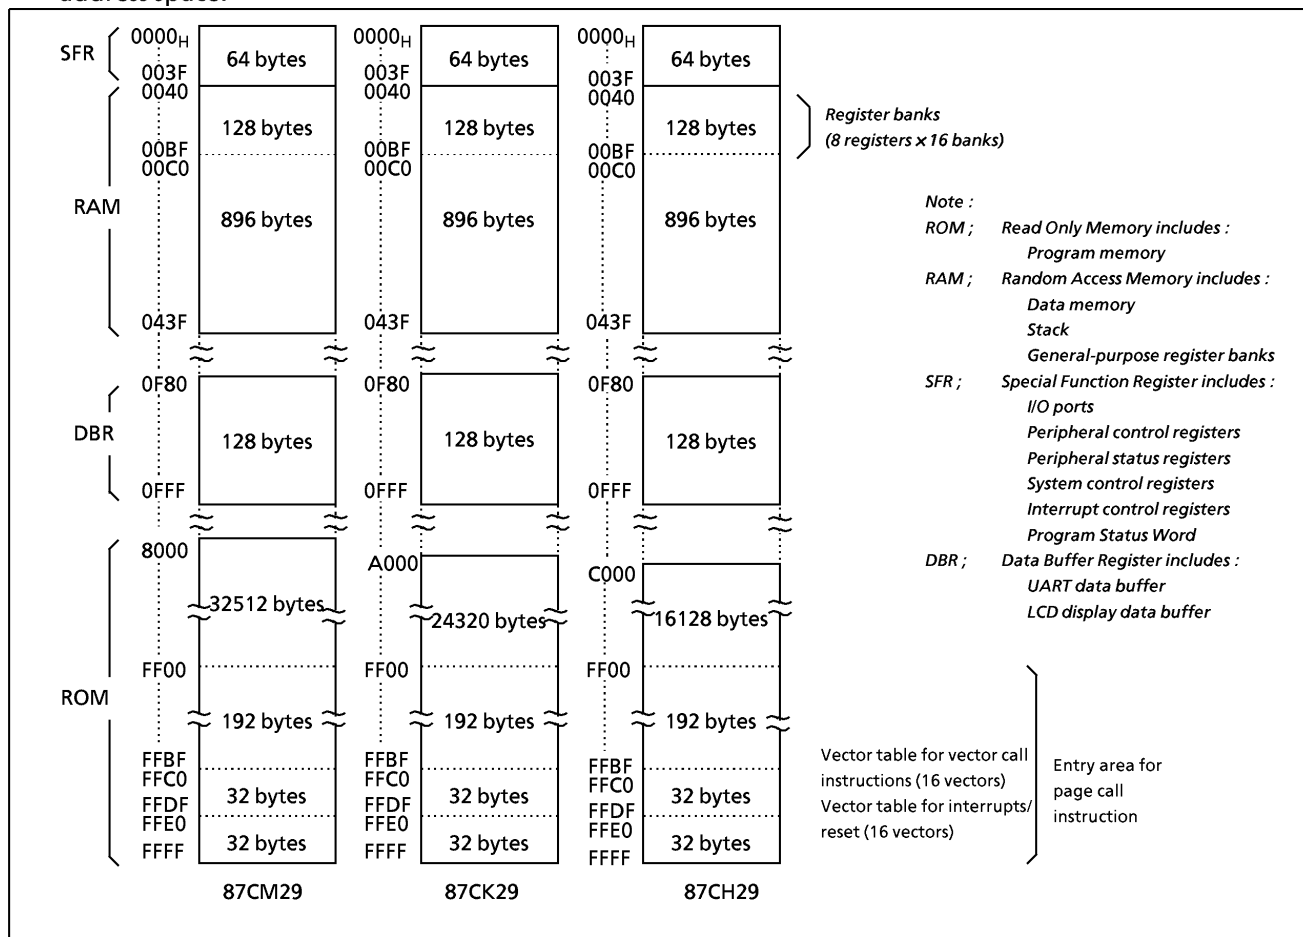 address space.
SFR
0000H
64 bytes
0000H
64 bytes
0000H
64 bytes
003F
003F
003F
0040
0040
0040
RAM
128 bytes
128 bytes
128 bytes
Register banks
(8 registers × 16 banks)
00BF
00BF
00BF
00C0
00C0
00C0
896 bytes
896 bytes
896 bytes
043F
043F
043F
Note :
ROM ; Read Only Memory includes :
Program memory
RAM ; Random Access Memory includes :
Data memory
Stack
General-purpose register banks
SFR ; Special Function Register includes :
I/O ports
Peripheral control registers
Peripheral status registers
System control registers
Interrupt control registers
Program Status Word
DBR ; Data Buffer Register includes :
UART data buffer
LCD display data buffer
DBR
0F80
0F80
0F80
128 bytes
128 bytes
128 bytes
0FFF
0FFF
0FFF
ROM
8000
A000
C000
32512 bytes
24320 bytes
16128 bytes
FF00
FF00
FF00
192 bytes
192 bytes
192 bytes
FFBF
FFBF
FFBF
FFC0
FFC0
FFC0
32 bytes
32 bytes
32 bytes
FFDF
FFDF
FFDF
FFE0
FFE0
FFE0
32 bytes
32 bytes
32 bytes
FFFF
FFFF
FFFF
Vector table for vector call
instructions (16 vectors)
Vector table for interrupts/
reset (16 vectors)
Entry area for
page call
instruction
87CM29
87CK29
87CH29